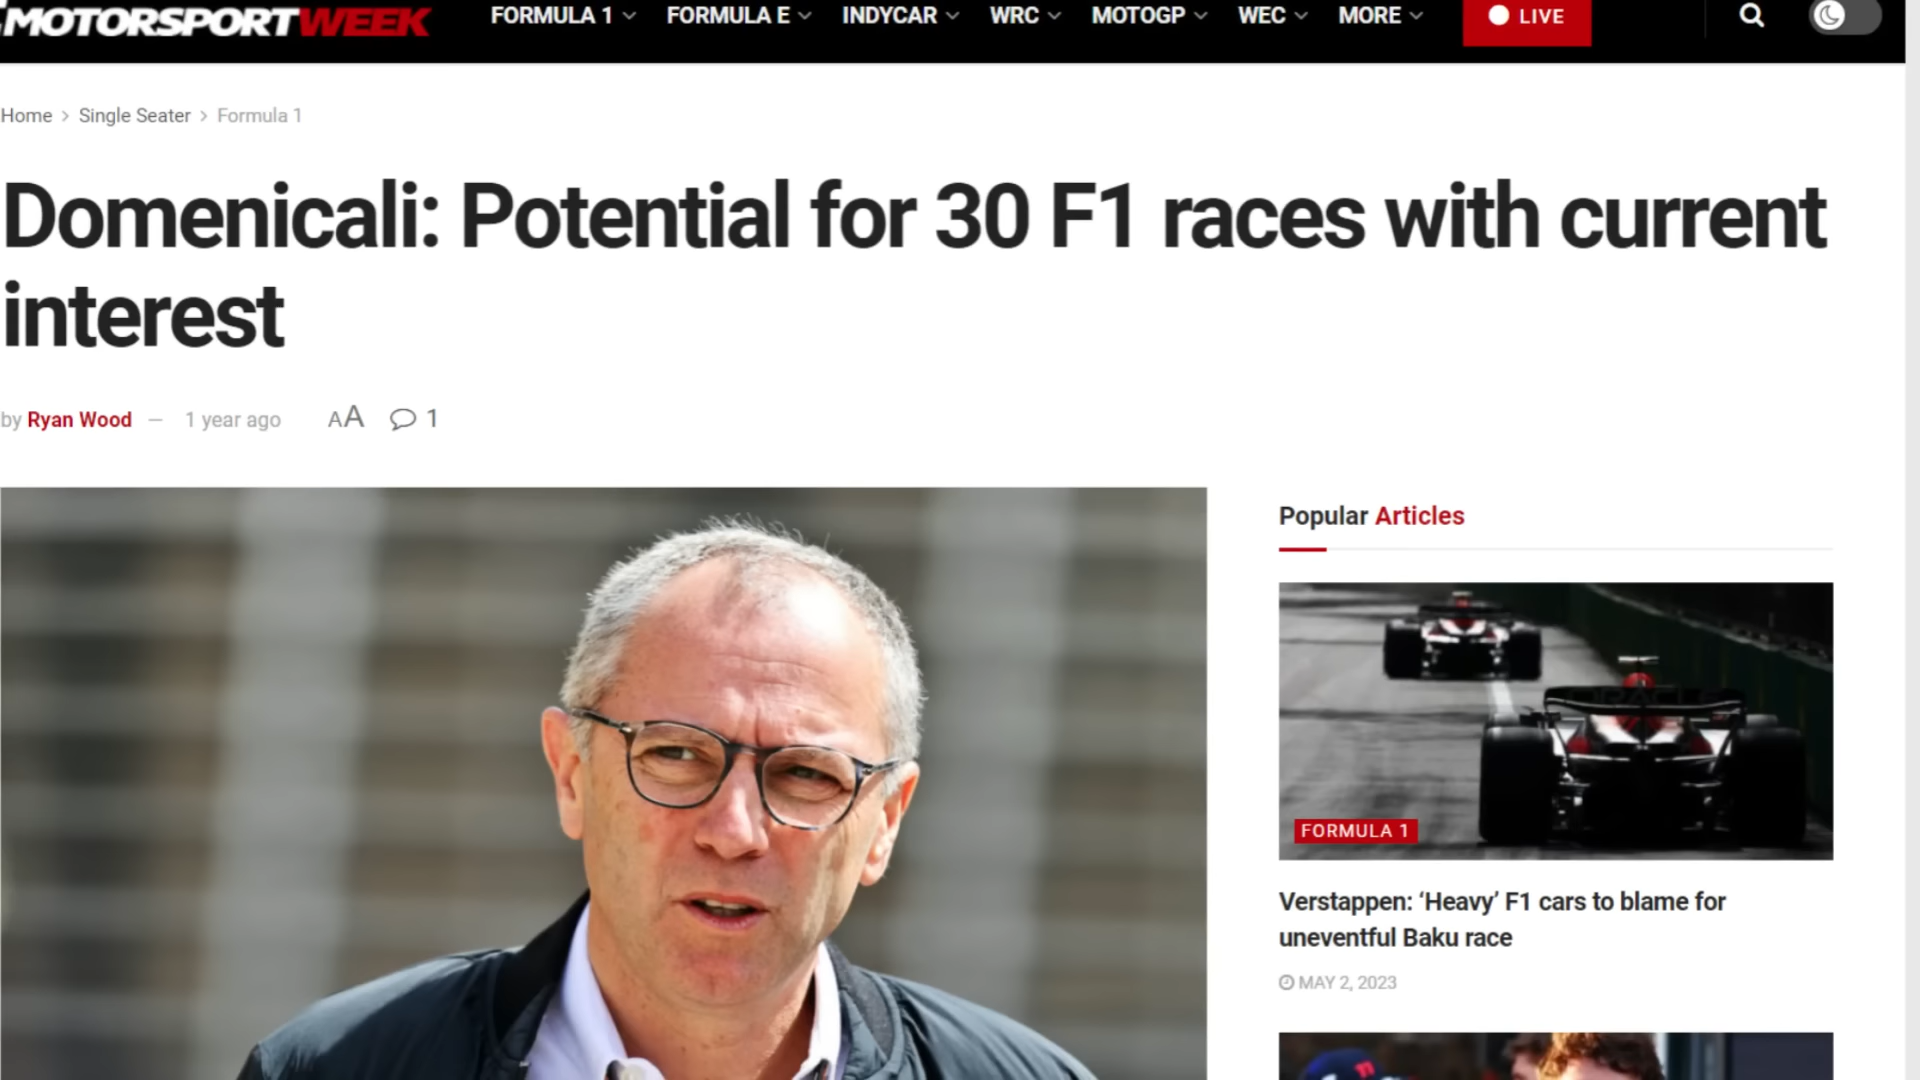 MOTORSPORTWEEK
FORMULA 1 FORMULA E INDYCAR WRC MOTOGP WEC MORE LIVE
Home > Single Seater > Formula 1
Domenicali: Potential for 30 F1 races with current
interest
by Ryan Wood — 1 year ago AA 1
Popular Articles
FORMULA 1
Verstappen: ‘Heavy’ F1 cars to blame for
uneventful Baku race
MAY 2, 2023
11